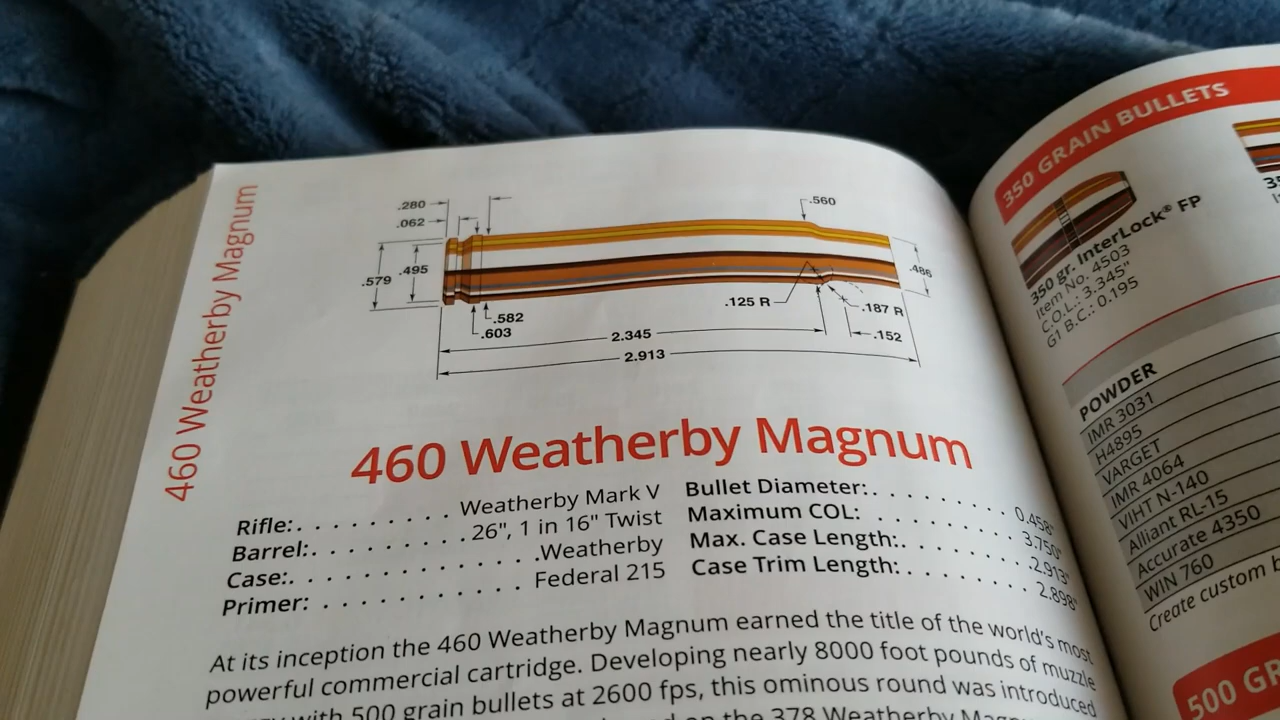 460 Weatherby Magnum
.280
.062
.560
.579
.495
.486
.125 R
.187 R
.582
.603
.152
2.345
2.913
460 Weatherby Magnum
Rifle:. . . . . . . . . Weatherby Mark V
Barrel:. . . . . . . . . 26", 1 in 16" Twist
Case:. . . . . . . . . . . . . .Weatherby
Primer: . . . . . . . . . . . Federal 215
Bullet Diameter:. . . . . . . . 0.458"
Maximum COL: . . . . . . . . . 3.750"
Max. Case Length:. . . . . . . .2.913"
Case Trim Length:. . . . . . . . 2.898"
At its inception the 460 Weatherby Magnum earned the title of the world's most
powerful commercial cartridge. Developing nearly 8000 foot pounds of muzzle
with 500 grain bullets at 2600 fps, this ominous round was introduced
on the 378 Weatherby
350 GRAIN BULLETS
350 gr. InterLock® FP
Item No. 4503
C.O.L.: 3.345"
G1 B.C.: 0.195
POWDER
IMR 3031
H4895
VARGET
IMR 4064
VIHT N-140
Alliant RL-15
Accurate 4350
WIN 760
Create custom
500